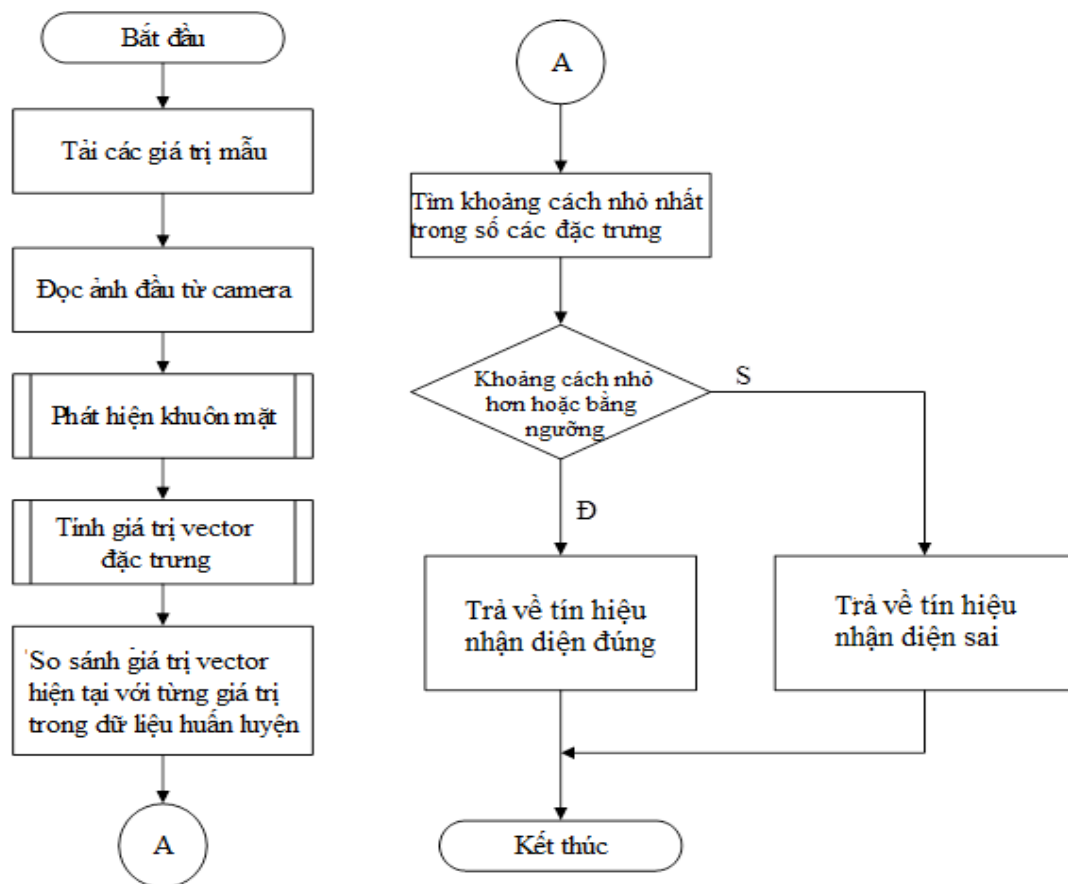 Bắt đầu
Tải các giá trị mẫu
Đọc ảnh đầu từ camera
Phát hiện khuôn mặt
Tính giá trị vector
đặc trưng
So sánh giá trị vector
hiện tại với từng giá trị
trong dữ liệu huấn luyện
A
A
Tìm khoảng cách nhỏ nhất
trong số các đặc trưng
Khoảng cách nhỏ
hơn hoặc bằng
ngưỡng
S
Đ
Trả về tín hiệu
nhận diện đúng
Trả về tín hiệu
nhận diện sai
Kết thúc